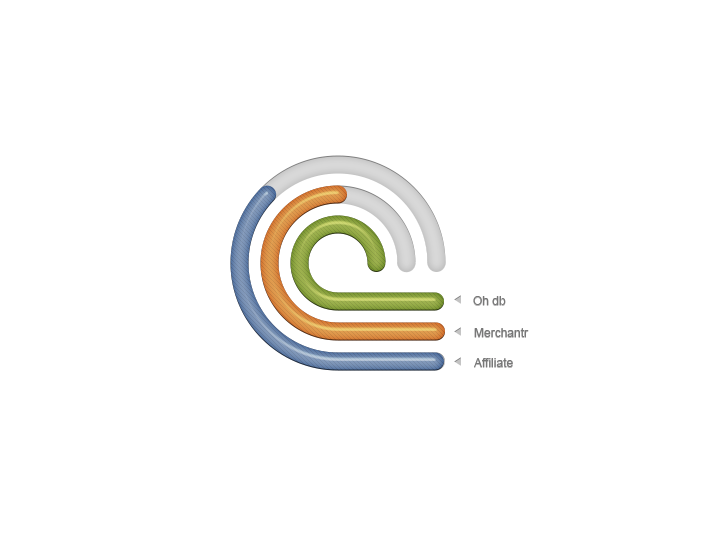 Oh db
Merchantr
Affiliate